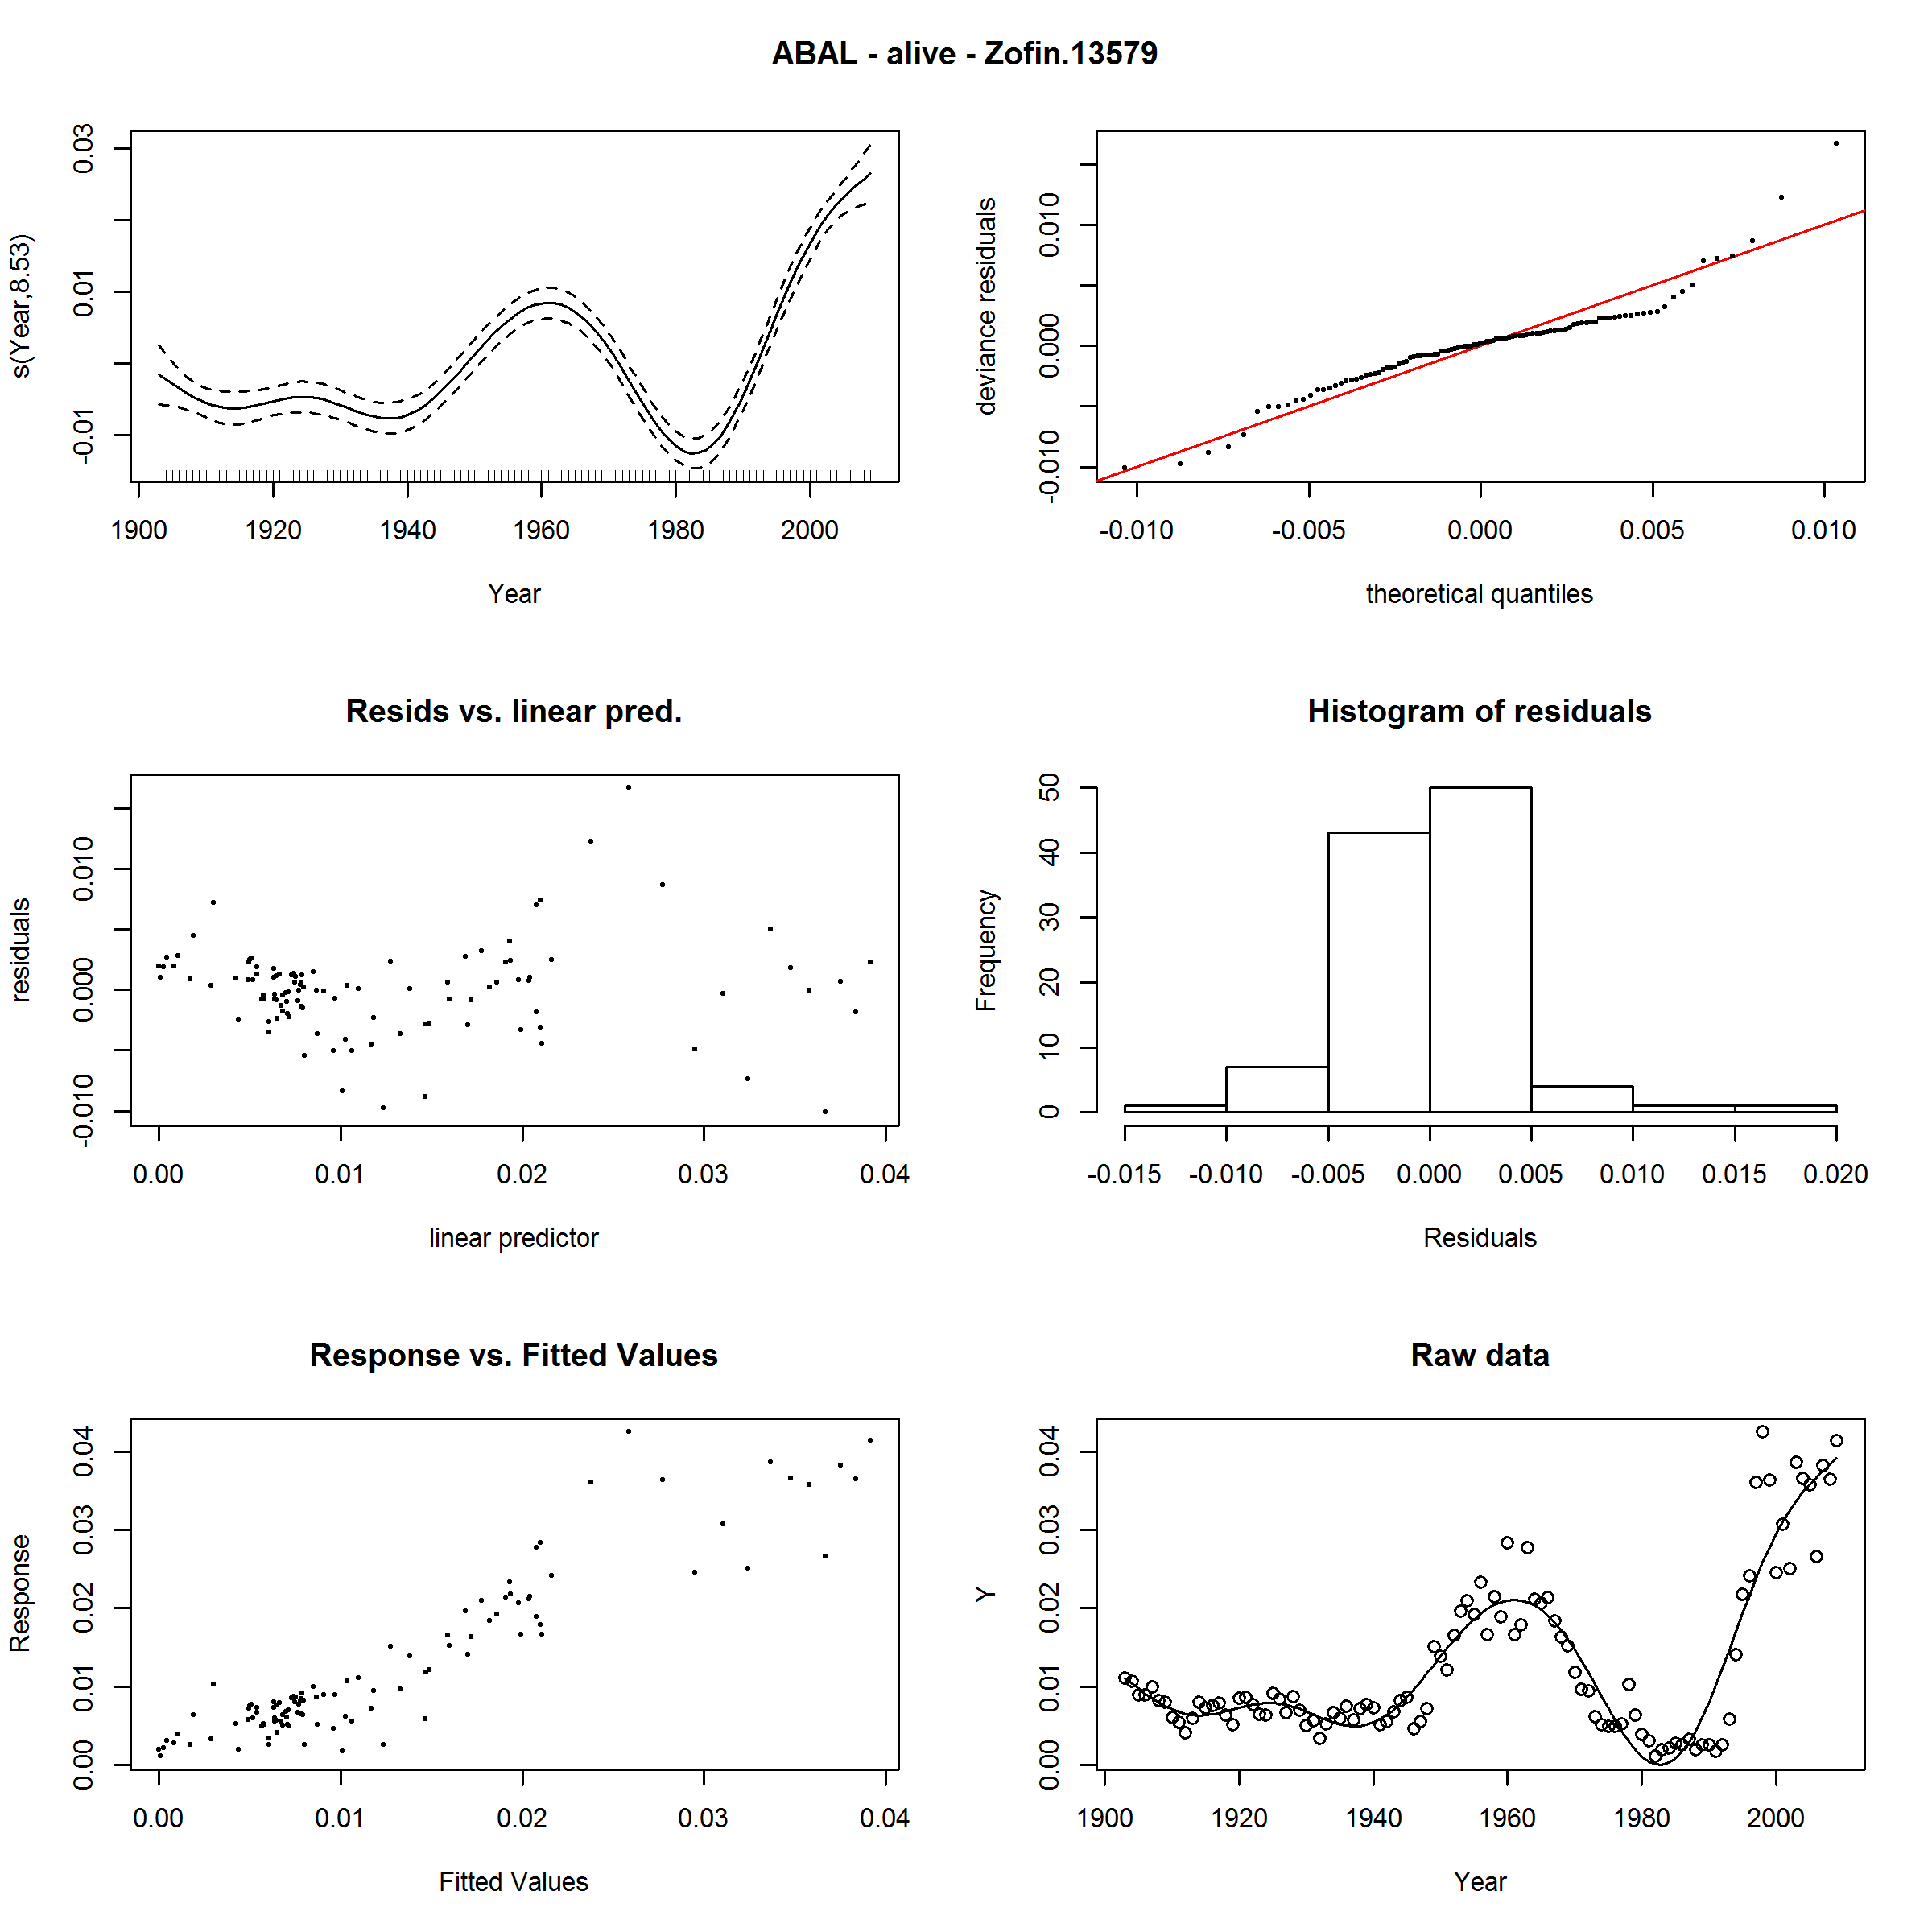 ABAL - alive - Zofin.13579
s(Year,8.53)
-0.01 0.01 0.03
1900 1920 1940 1960 1980 2000
Year
deviance residuals
-0.010 0.000 0.010
-0.010 -0.005 0.000 0.005 0.010
theoretical quantiles
Resids vs. linear pred.
residuals
-0.010 0.000 0.010
0.00 0.01 0.02 0.03 0.04
linear predictor
Histogram of residuals
Frequency
0 10 20 30 40 50
-0.015 -0.010 -0.005 0.000 0.005 0.010 0.015 0.020
Residuals
Response vs. Fitted Values
Response
0.00 0.01 0.02 0.03 0.04
0.00 0.01 0.02 0.03 0.04
Fitted Values
Raw data
Y
0.00 0.01 0.02 0.03 0.04
1900 1920 1940 1960 1980 2000
Year